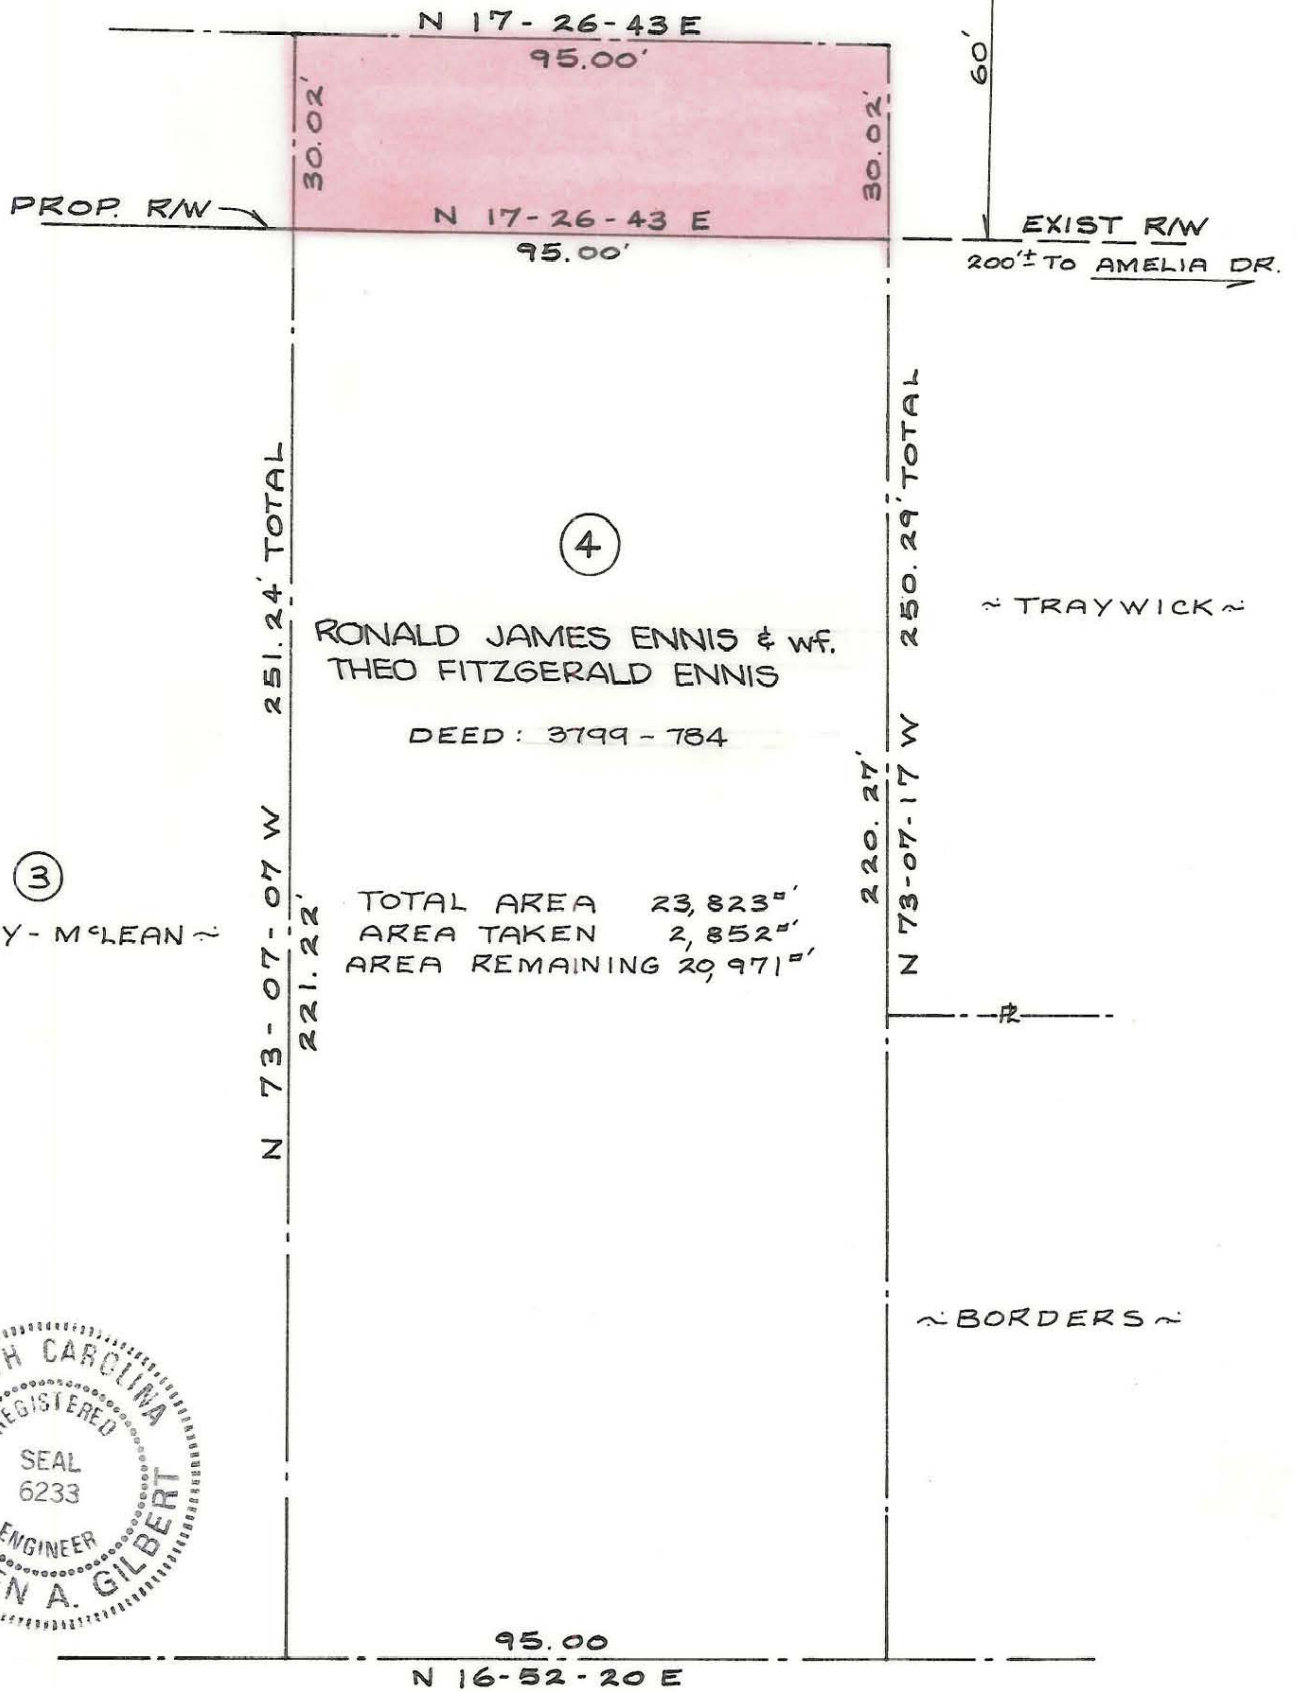 N 17-26-43 E
95.00'
60'
30.02'
30.02'
PROP. R/W
N 17-26-43 E
95.00'
EXIST R/W
200'± TO AMELIA DR.
251.24' TOTAL
250.29' TOTAL
4
~ TRAYWICK ~
RONALD JAMES ENNIS & wf.
THEO FITZGERALD ENNIS
DEED: 3799-784
N 73-07-07 W
221.22'
220.27'
N 73-07-17 W
3
Y-McLEAN ~
TOTAL AREA 23,823▫'
AREA TAKEN 2,852▫'
AREA REMAINING 20,971▫'
PL
~ BORDERS ~
H CAROLINA
REGISTERED
SEAL
6233
ENGINEER
N A. GILBERT
95.00
N 16-52-20 E